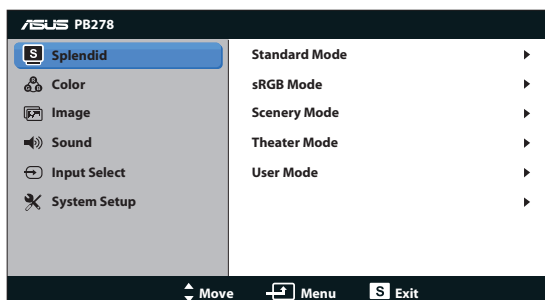 ASUS PB278
S Splendid
Color
Image
Sound
Input Select
System Setup
Standard Mode
sRGB Mode
Scenery Mode
Theater Mode
User Mode
Move Menu S Exit